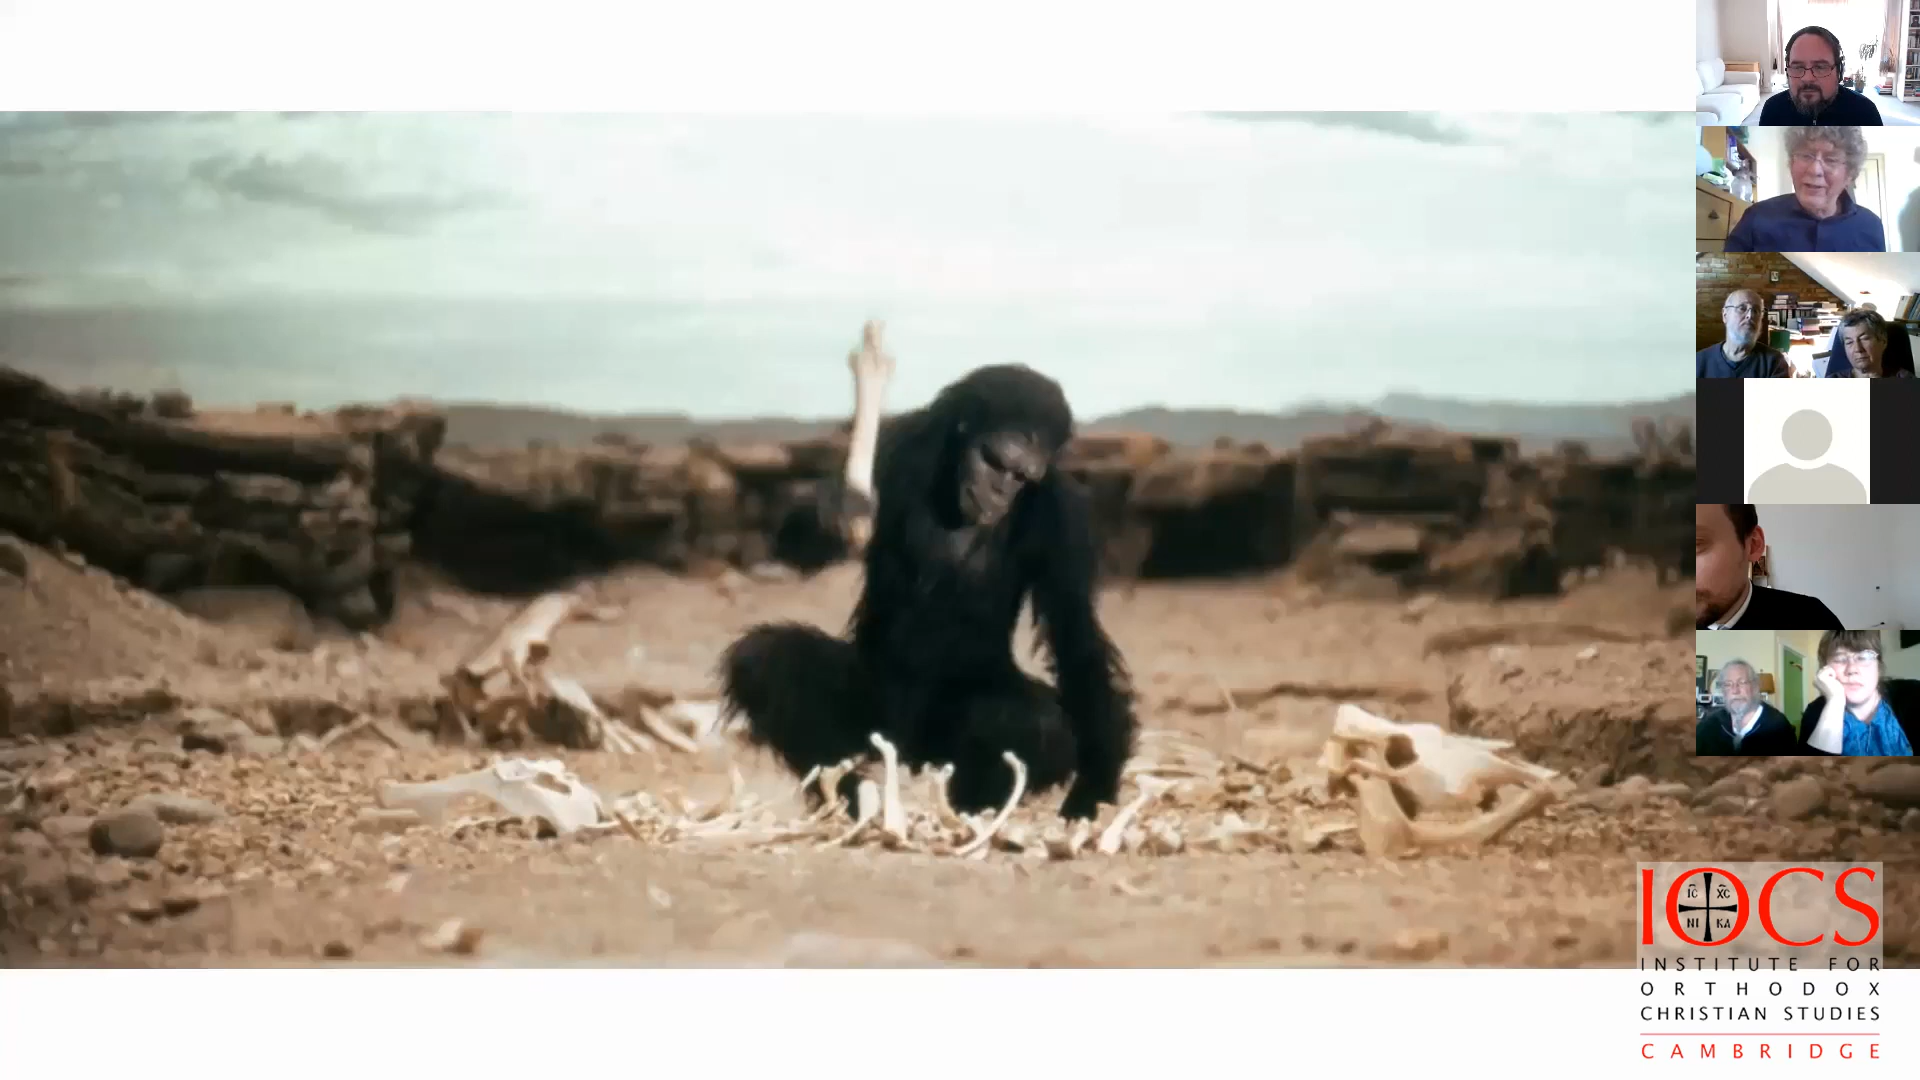 IOCS
IC XC
NI KA
INSTITUTE FOR
ORTHODOX
CHRISTIAN STUDIES
CAMBRIDGE